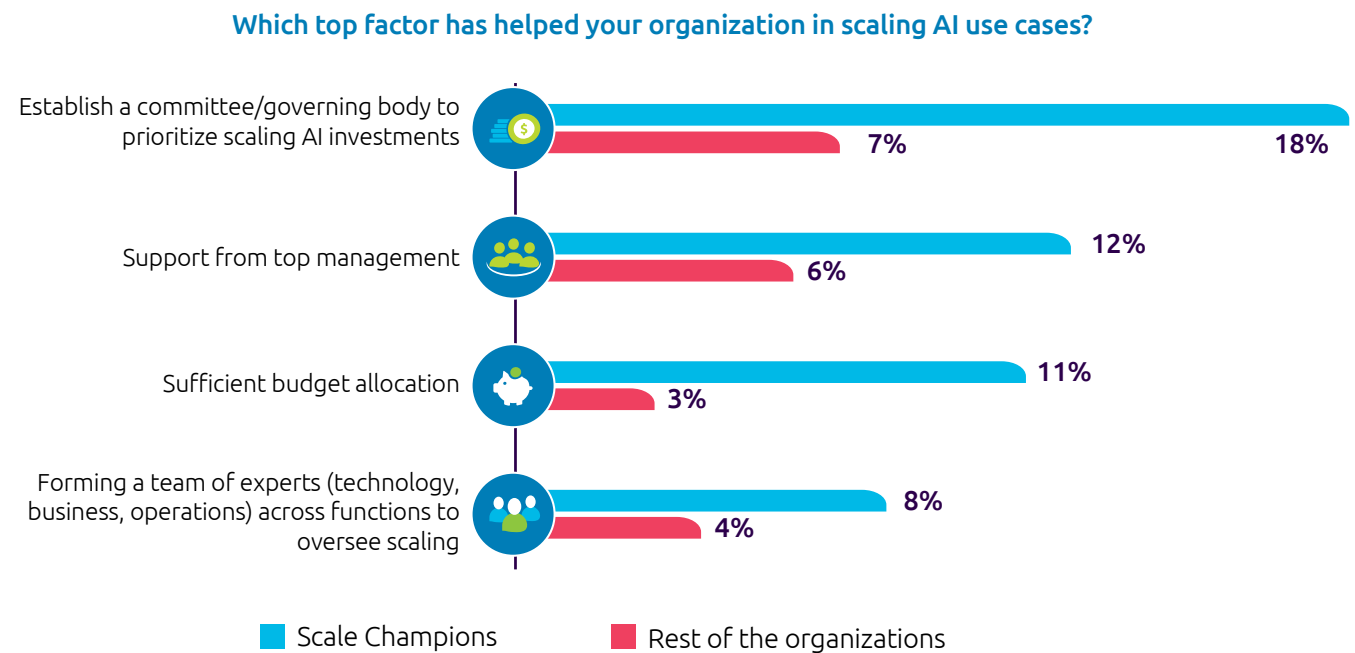 Which top factor has helped your organization in scaling AI use cases?
Establish a committee/governing body to
prioritize scaling AI investments
$
7%
18%
Support from top management
12%
6%
Sufficient budget allocation
11%
3%
Forming a team of experts (technology,
business, operations) across functions to
oversee scaling
8%
4%
Scale Champions
Rest of the organizations